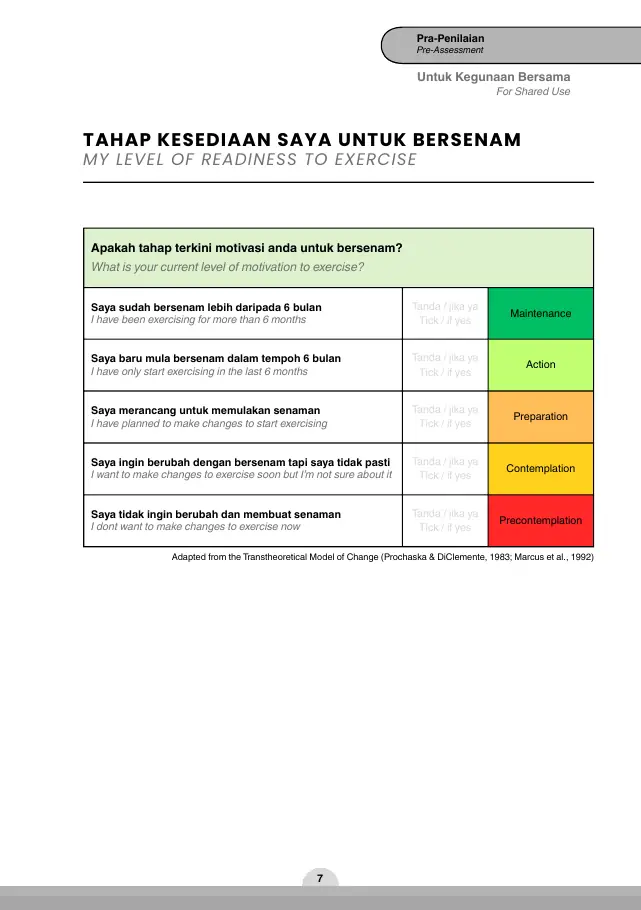 Pra-Penilaian
Pre-Assessment
Untuk Kegunaan Bersama
For Shared Use
TAHAP KESEDIAAN SAYA UNTUK BERSENAM
MY LEVEL OF READINESS TO EXERCISE
Apakah tahap terkini motivasi anda untuk bersenam?
What is your current level of motivation to exercise?
Saya sudah bersenam lebih daripada 6 bulan
I have been exercising for more than 6 months
Tanda / jika ya
Tick / if yes
Maintenance
Saya baru mula bersenam dalam tempoh 6 bulan
I have only start exercising in the last 6 months
Tanda / jika ya
Tick / if yes
Action
Saya merancang untuk memulakan senaman
I have planned to make changes to start exercising
Tanda / jika ya
Tick / if yes
Preparation
Saya ingin berubah dengan bersenam tapi saya tidak pasti
I want to make changes to exercise soon but I'm not sure about it
Tanda / jika ya
Tick / if yes
Contemplation
Saya tidak ingin berubah dan membuat senaman
I dont want to make changes to exercise now
Tanda / jika ya
Tick / if yes
Precontemplation
Adapted from the Transtheoretical Model of Change (Prochaska & DiClemente, 1983; Marcus et al., 1992)
7